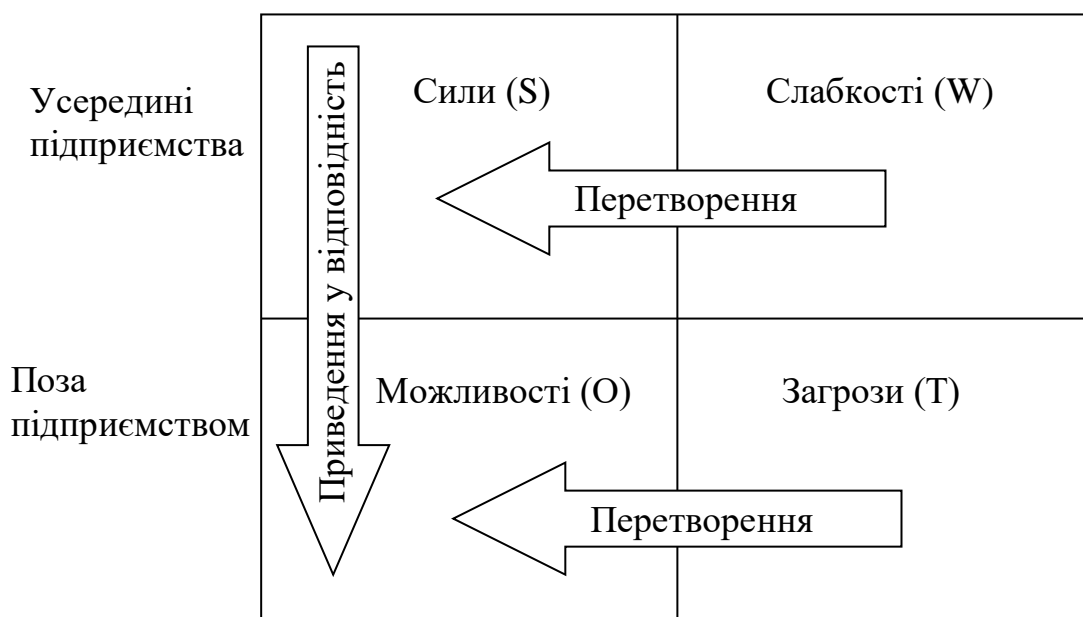 Усередині
підприємства
Сили (S)
Слабкості (W)
Перетворення
Приведення у відповідність
Поза
підприємством
Можливості (О)
Загрози (Т)
Перетворення